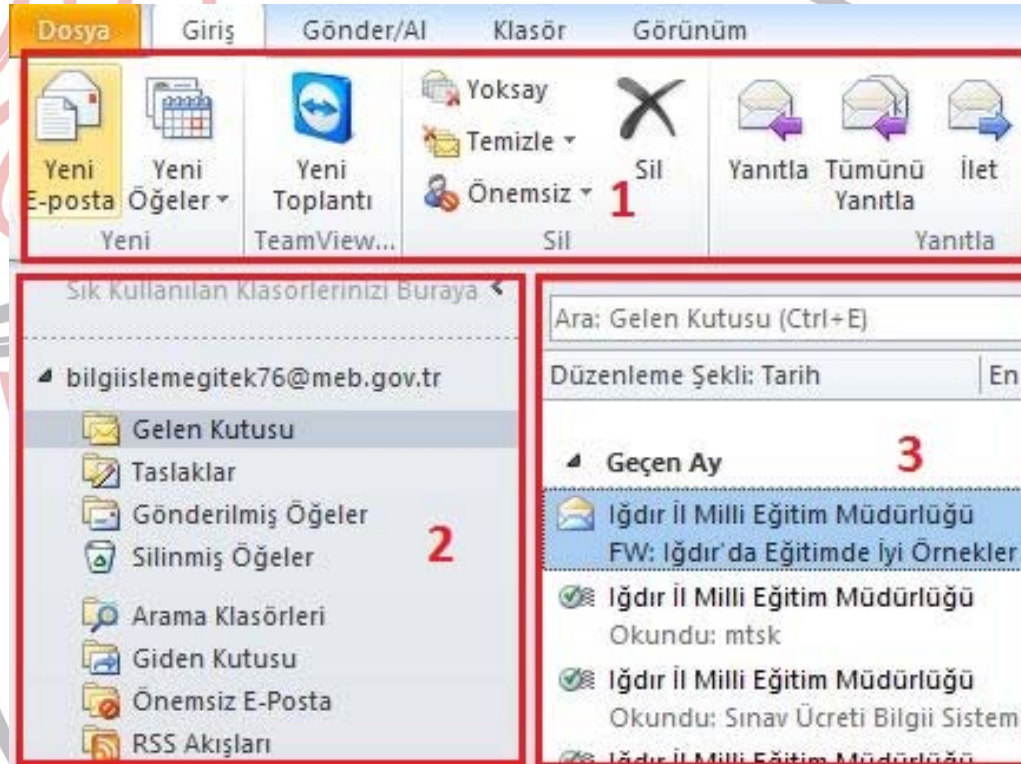 Dosya Giriş Gönder/Al Klasör Görünüm
Yeni E-posta
Yeni Öğeler
Yeni
Yeni Toplantı
TeamView...
Yoksay
Temizle
Önemsiz
Sil
Sil
1
Yanıtla
Tümünü Yanıtla
İlet
Yanıtla
Sık Kullanılan Klasörlerinizi Buraya
bilgiislemegitek76@meb.gov.tr
Gelen Kutusu
Taslaklar
Gönderilmiş Öğeler
Silinmiş Öğeler
2
Arama Klasörleri
Giden Kutusu
Önemsiz E-Posta
RSS Akışları
Ara: Gelen Kutusu (Ctrl+E)
Düzenleme Şekli: Tarih En
Geçen Ay
3
Iğdır İl Milli Eğitim Müdürlüğü
FW: Iğdır'da Eğitimde İyi Örnekler
Iğdır İl Milli Eğitim Müdürlüğü
Okundu: mtsk
Iğdır İl Milli Eğitim Müdürlüğü
Okundu: Sınav Ücreti Bilgii Sistem
Iğdır İl Milli Eğitim Müdürlüğü